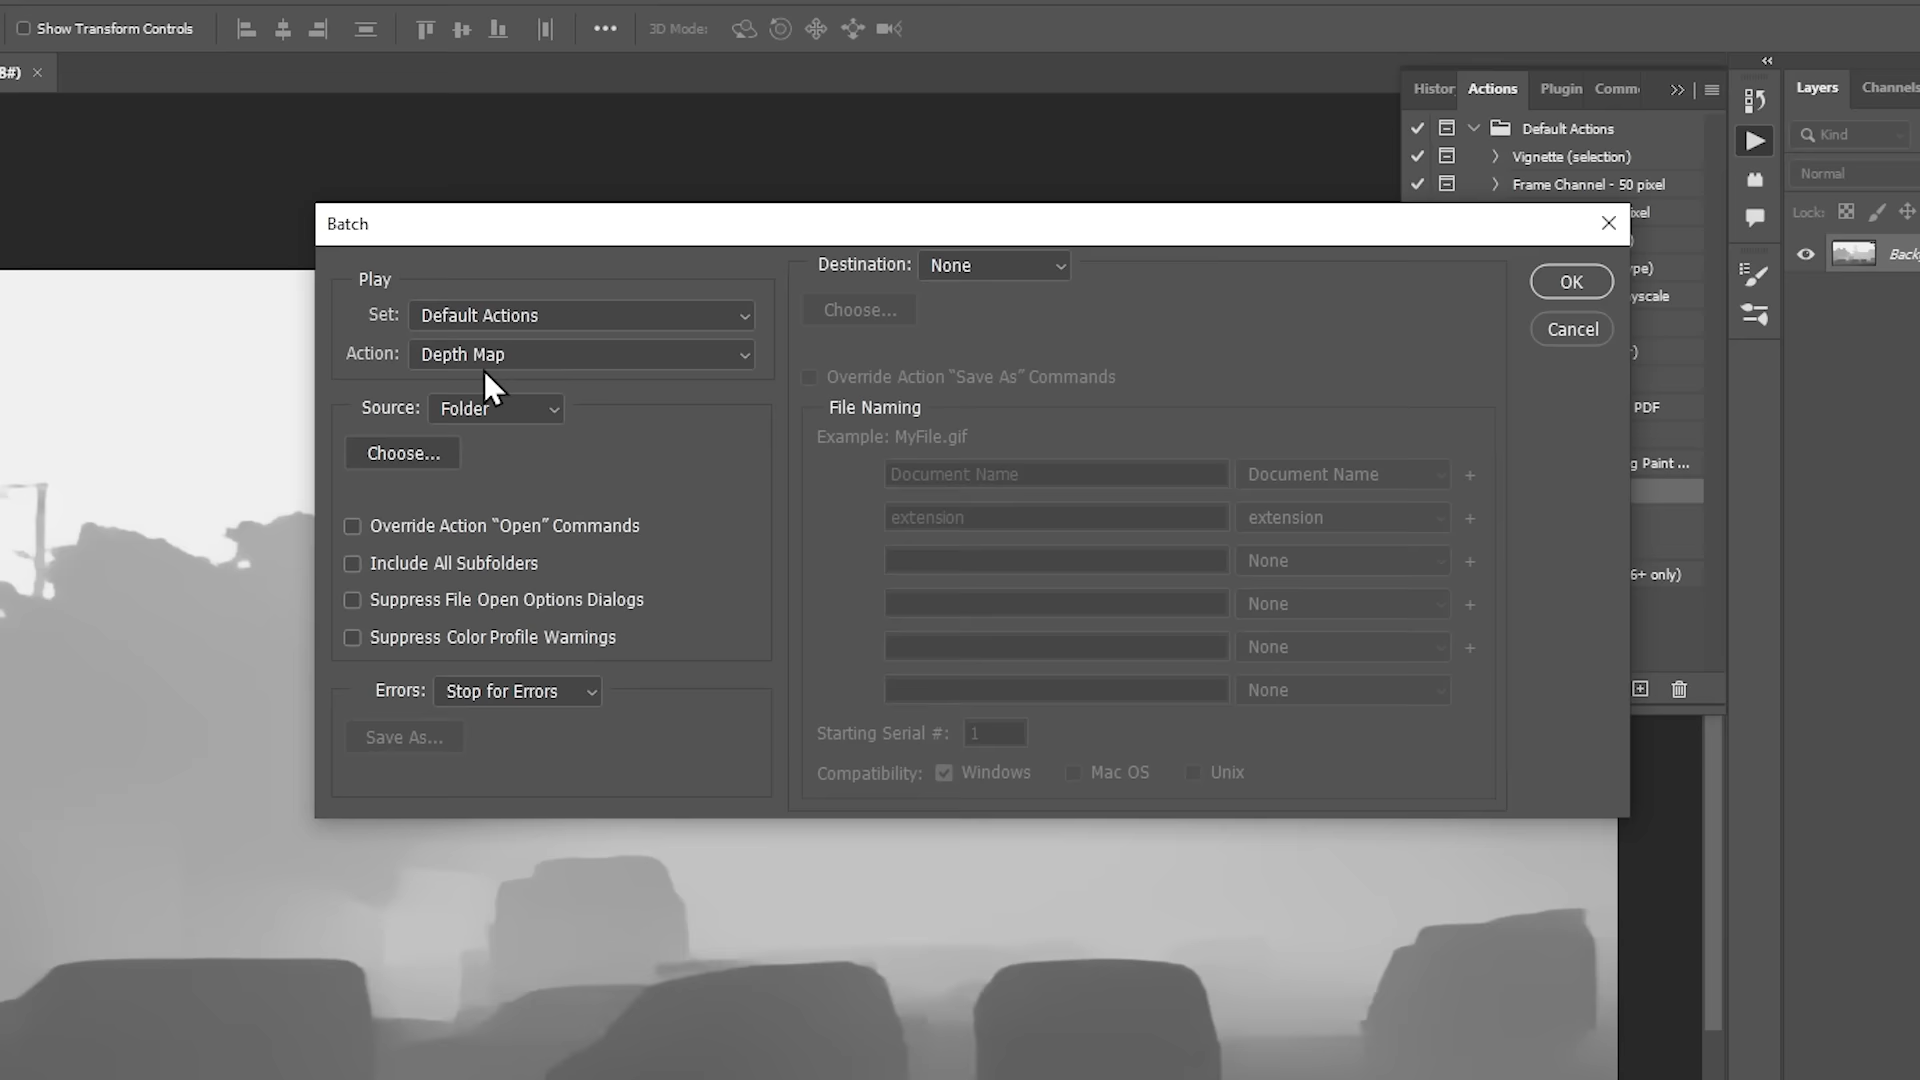 Show Transform Controls
3D Mode:
8#)
Histor
Actions
Plugin
Comm
Layers
Channels
Default Actions
Vignette (selection)
Frame Channel - 50 pixel
Kind
Normal
Lock:
Backg
ixel
)
ype)
yscale
r)
PDF
g Paint ...
6+ only)
Batch
Play
Set: Default Actions
Action: Depth Map
Source: Folder
Choose...
Override Action “Open” Commands
Include All Subfolders
Suppress File Open Options Dialogs
Suppress Color Profile Warnings
Errors: Stop for Errors
Save As...
Destination: None
Choose...
Override Action “Save As” Commands
File Naming
Example: MyFile.gif
Document Name Document Name +
extension extension +
None +
None +
None +
None
Starting Serial #: 1
Compatibility: Windows Mac OS Unix
OK
Cancel